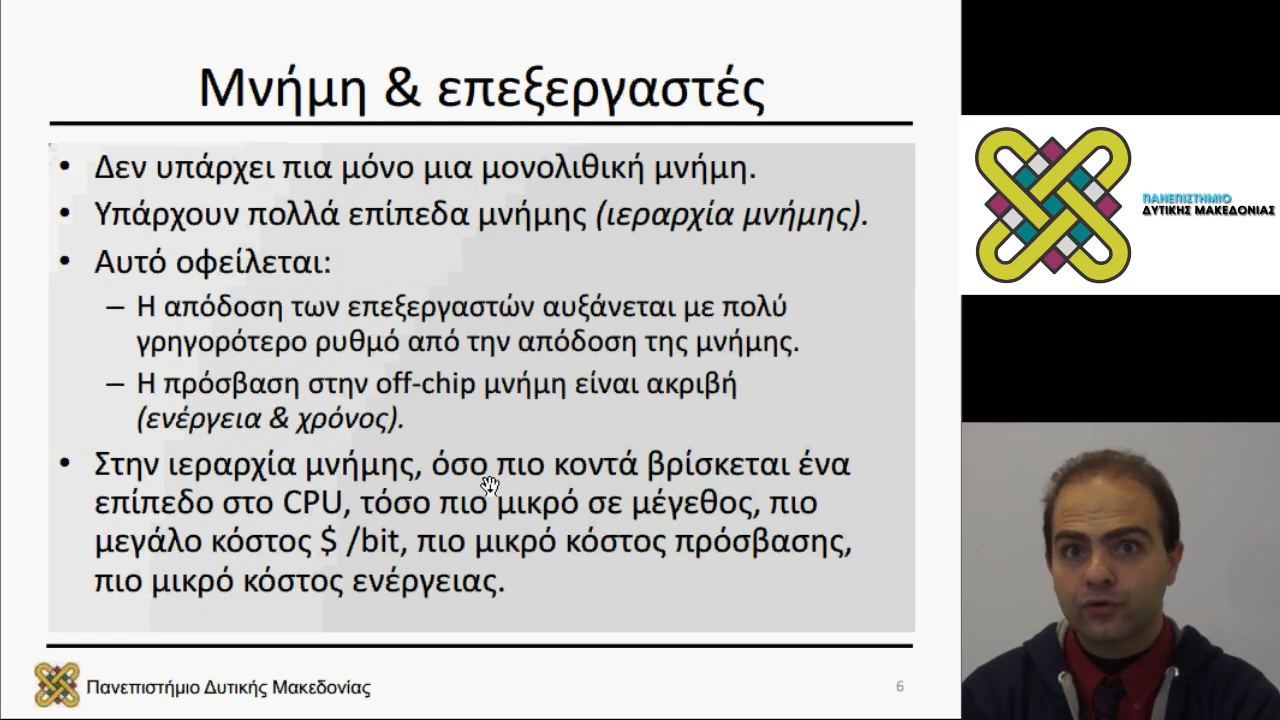 Μνήμη & επεξεργαστές
• Δεν υπάρχει πια μόνο μια μονολιθική μνήμη.
• Υπάρχουν πολλά επίπεδα μνήμης (ιεραρχία μνήμης).
• Αυτό οφείλεται:
– Η απόδοση των επεξεργαστών αυξάνεται με πολύ
γρηγορότερο ρυθμό από την απόδοση της μνήμης.
– Η πρόσβαση στην off-chip μνήμη είναι ακριβή
(ενέργεια & χρόνος).
• Στην ιεραρχία μνήμης, όσο πιο κοντά βρίσκεται ένα
επίπεδο στο CPU, τόσο πιο μικρό σε μέγεθος, πιο
μεγάλο κόστος $ /bit, πιο μικρό κόστος πρόσβασης,
πιο μικρό κόστος ενέργειας.
Πανεπιστήμιο Δυτικής Μακεδονίας
6
ΠΑΝΕΠΙΣΤΗΜΙΟ
ΔΥΤΙΚΗΣ ΜΑΚΕΔΟΝΙΑΣ